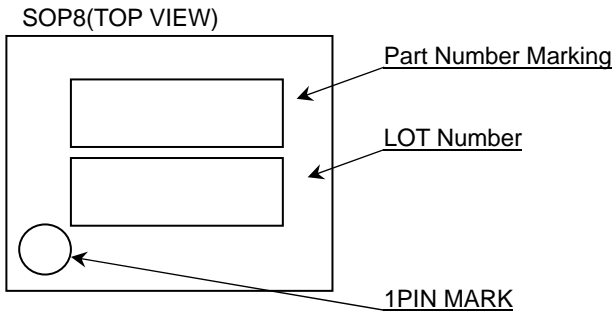 SOP8(TOP VIEW)
Part Number Marking
LOT Number
1PIN MARK